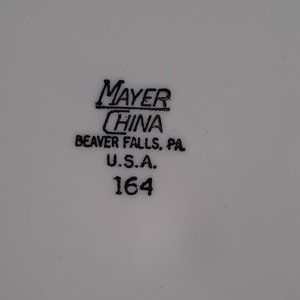 MAYER
CHINA
BEAVER FALLS, PA.
U.S.A.
164